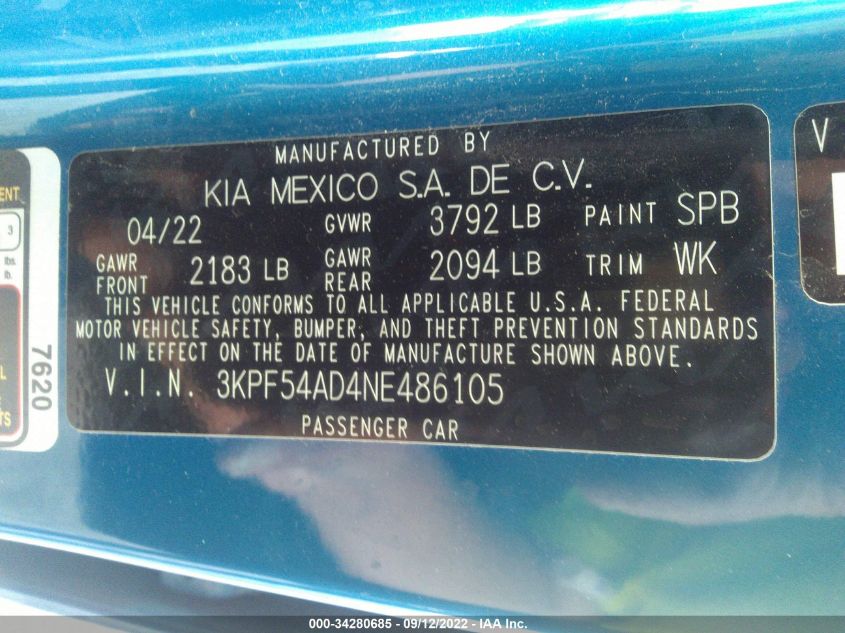 MANUFACTURED BY
KIA MEXICO S.A. DE C.V.
04/22 GVWR 3792 LB PAINT SPB
GAWR FRONT 2183 LB GAWR REAR 2094 LB TRIM WK
THIS VEHICLE CONFORMS TO ALL APPLICABLE U.S.A. FEDERAL
MOTOR VEHICLE SAFETY, BUMPER, AND THEFT PREVENTION STANDARDS
IN EFFECT ON THE DATE OF MANUFACTURE SHOWN ABOVE.
V.I.N. 3KPF54AD4NE486105
PASSENGER CAR
7620
3
lbs.
lb.
V
000-34280685 - 09/12/2022 - IAA Inc.